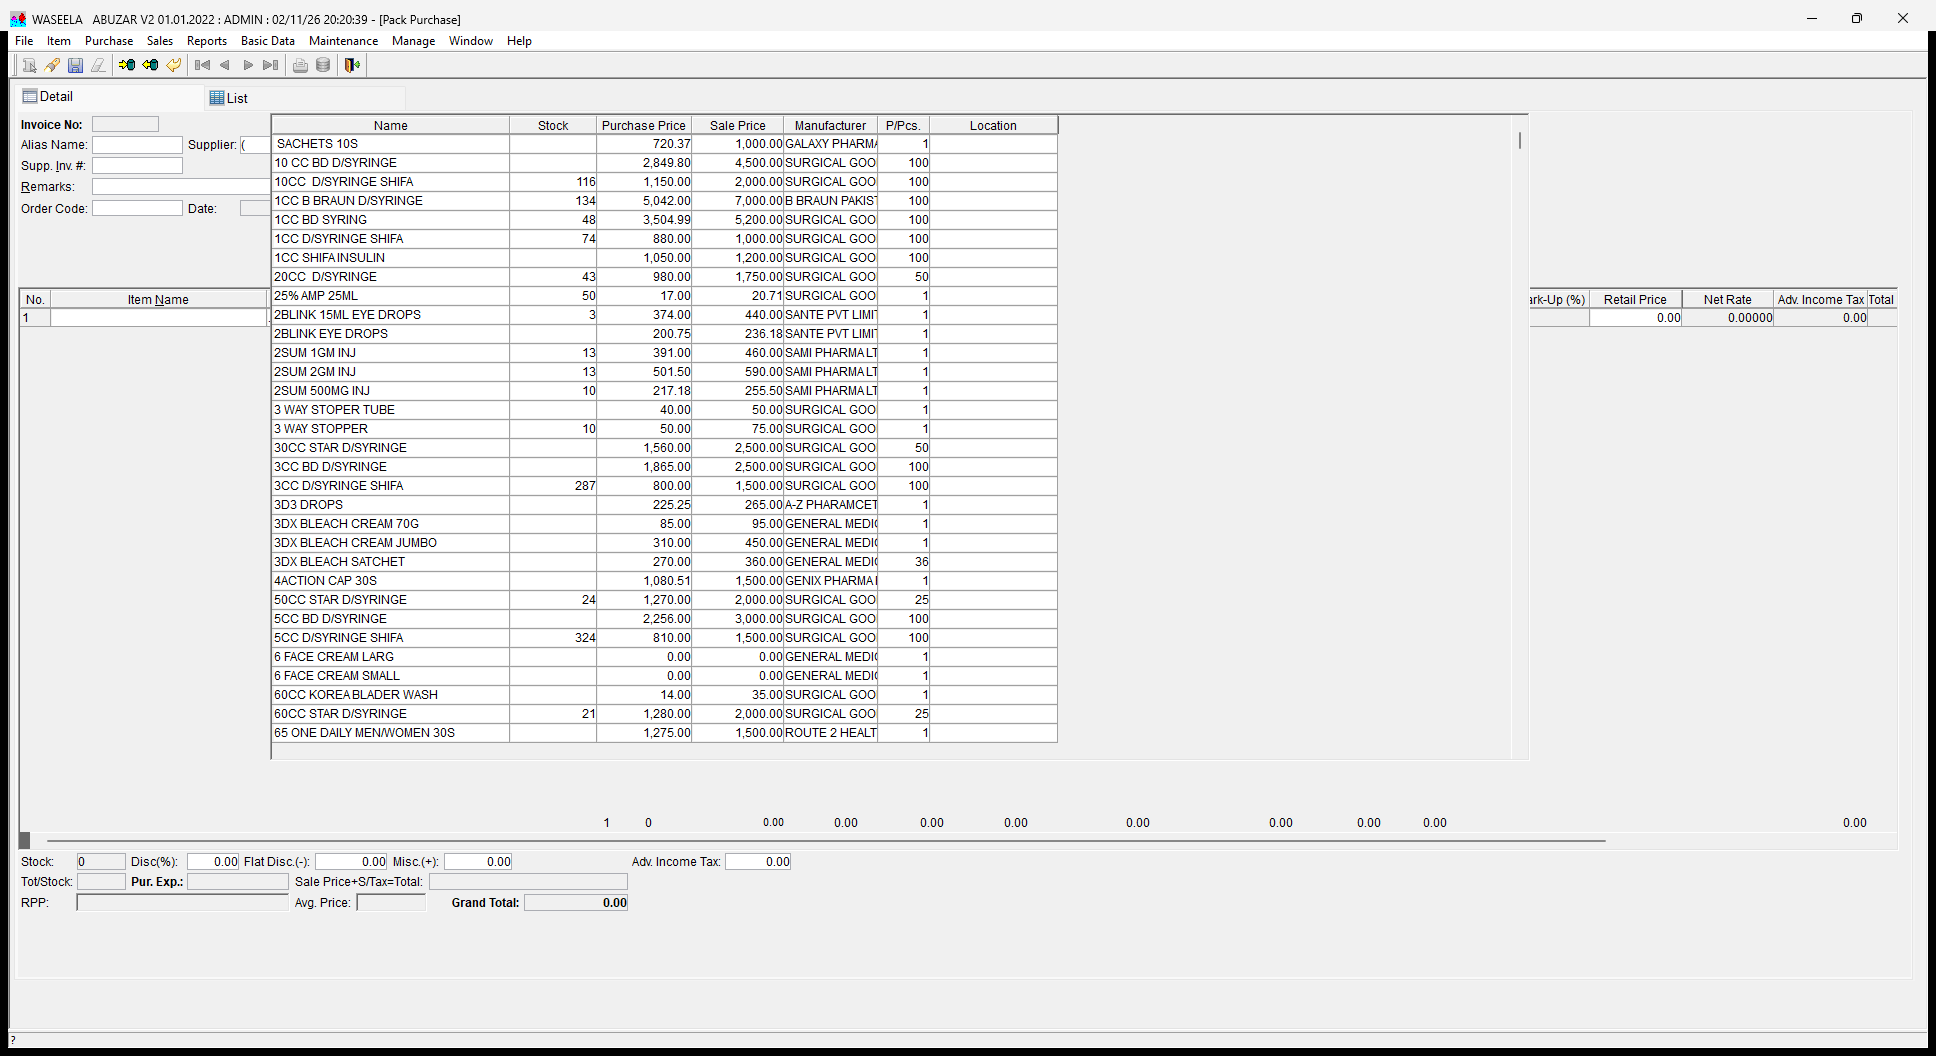 WASEELA   ABUZAR V2 01.01.2022 : ADMIN : 02/11/26 20:20:39 - [Pack Purchase]
File Item Purchase Sales Reports Basic Data Maintenance Manage Window Help
Detail List
Invoice No:
Alias Name: Supplier: (
Supp. Inv. #:
Remarks:
Order Code: Date:
Name Stock Purchase Price Sale Price Manufacturer P/Pcs. Location
SACHETS 10S 720.37 1,000.00 GALAXY PHARMA 1
10 CC BD D/SYRINGE 2,849.80 4,500.00 SURGICAL GOO 100
10CC  D/SYRINGE SHIFA 116 1,150.00 2,000.00 SURGICAL GOO 100
1CC B BRAUN D/SYRINGE 134 5,042.00 7,000.00 B BRAUN PAKIST 100
1CC BD SYRING 48 3,504.99 5,200.00 SURGICAL GOO 100
1CC D/SYRINGE SHIFA 74 880.00 1,000.00 SURGICAL GOO 100
1CC SHIFA INSULIN 1,050.00 1,200.00 SURGICAL GOO 100
20CC  D/SYRINGE 43 980.00 1,750.00 SURGICAL GOO 50
25% AMP 25ML 50 17.00 20.71 SURGICAL GOO 1
2BLINK 15ML EYE DROPS 3 374.00 440.00 SANTE PVT LIMIT 1
2BLINK EYE DROPS 200.75 236.18 SANTE PVT LIMIT 1
2SUM 1GM INJ 13 391.00 460.00 SAMI PHARMA LT 1
2SUM 2GM INJ 13 501.50 590.00 SAMI PHARMA LT 1
2SUM 500MG INJ 10 217.18 255.50 SAMI PHARMA LT 1
3 WAY STOPER TUBE 40.00 50.00 SURGICAL GOO 1
3 WAY STOPPER 10 50.00 75.00 SURGICAL GOO 1
30CC STAR D/SYRINGE 1,560.00 2,500.00 SURGICAL GOO 50
3CC BD D/SYRINGE 1,865.00 2,500.00 SURGICAL GOO 100
3CC D/SYRINGE SHIFA 287 800.00 1,500.00 SURGICAL GOO 100
3D3 DROPS 225.25 265.00 A-Z PHARAMCET 1
3DX BLEACH CREAM 70G 85.00 95.00 GENERAL MEDIC 1
3DX BLEACH CREAM JUMBO 310.00 450.00 GENERAL MEDIC 1
3DX BLEACH SATCHET 270.00 360.00 GENERAL MEDIC 36
4ACTION CAP 30S 1,080.51 1,500.00 GENIX PHARMA 1
50CC STAR D/SYRINGE 24 1,270.00 2,000.00 SURGICAL GOO 25
5CC BD D/SYRINGE 2,256.00 3,000.00 SURGICAL GOO 100
5CC D/SYRINGE SHIFA 324 810.00 1,500.00 SURGICAL GOO 100
6 FACE CREAM LARG 0.00 0.00 GENERAL MEDIC 1
6 FACE CREAM SMALL 0.00 0.00 GENERAL MEDIC 1
60CC KOREA BLADER WASH 14.00 35.00 SURGICAL GOO 1
60CC STAR D/SYRINGE 21 1,280.00 2,000.00 SURGICAL GOO 25
65 ONE DAILY MEN/WOMEN 30S 1,275.00 1,500.00 ROUTE 2 HEALT 1
No. Item Name ark-Up (%) Retail Price Net Rate Adv. Income Tax Total
1 0.00 0.00000 0.00
1 0 0.00 0.00 0.00 0.00 0.00 0.00 0.00 0.00 0.00
Stock: 0 Disc(%): 0.00 Flat Disc.(-): 0.00 Misc.(+): 0.00 Adv. Income Tax: 0.00
Tot/Stock: Pur. Exp.: Sale Price+S/Tax=Total:
RPP: Avg. Price: Grand Total: 0.00
?